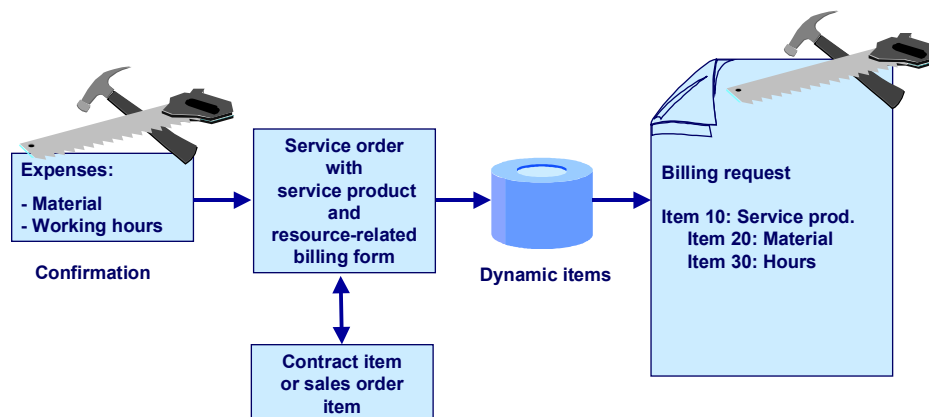 Expenses:
- Material
- Working hours
Confirmation
Service order
with
service product
and
resource-related
billing form
Contract item
or sales order
item
Dynamic items
Billing request
Item 10: Service prod.
Item 20: Material
Item 30: Hours